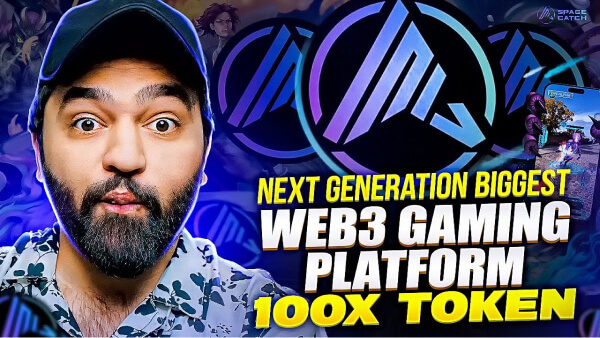 SPACE
CATCH
NEXT GENERATION BIGGEST
WEB3 GAMING
PLATFORM
100X TOKEN